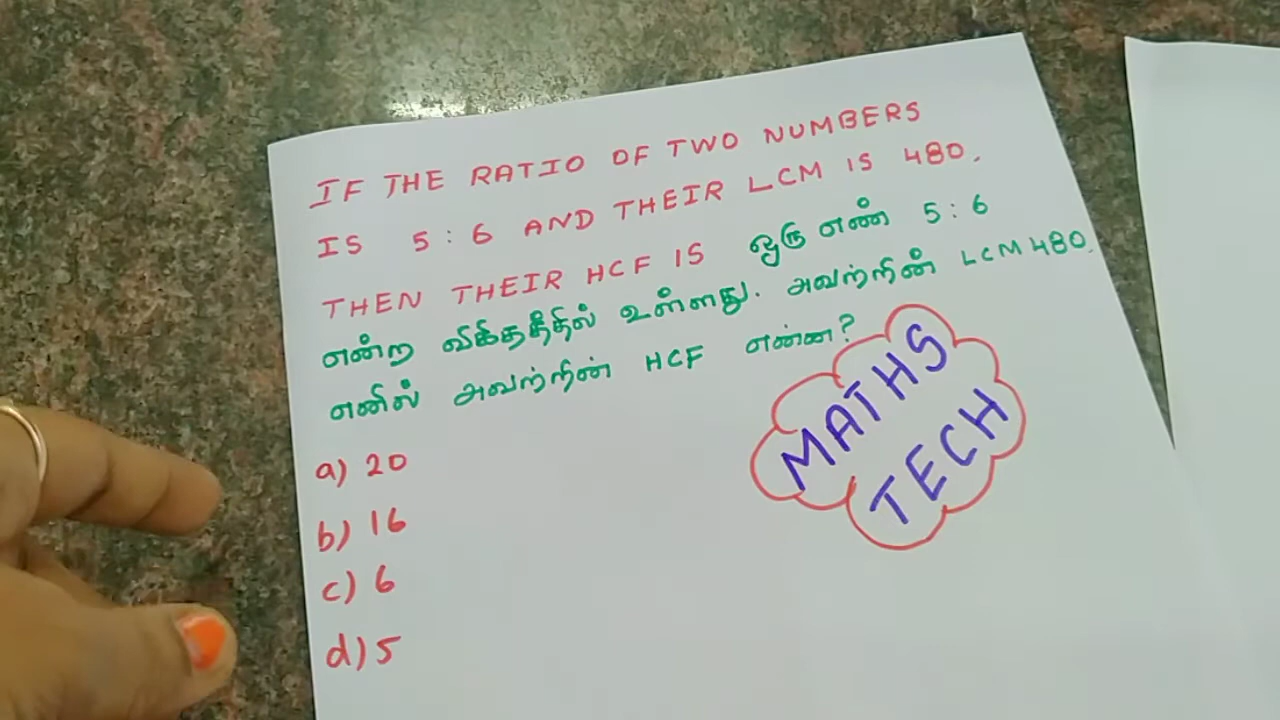 IF THE RATIO OF TWO NUMBERS
IS 5 : 6 AND THEIR LCM IS 480.
THEN THEIR HCF IS ஒரு எண் 5 : 6
என்ற விகிதத்தில் உள்ளது. அவற்றின் LCM 480.
எனில் அவற்றின் HCF என்ன?
a) 20
b) 16
c) 6
d) 5
MATHS
TECH